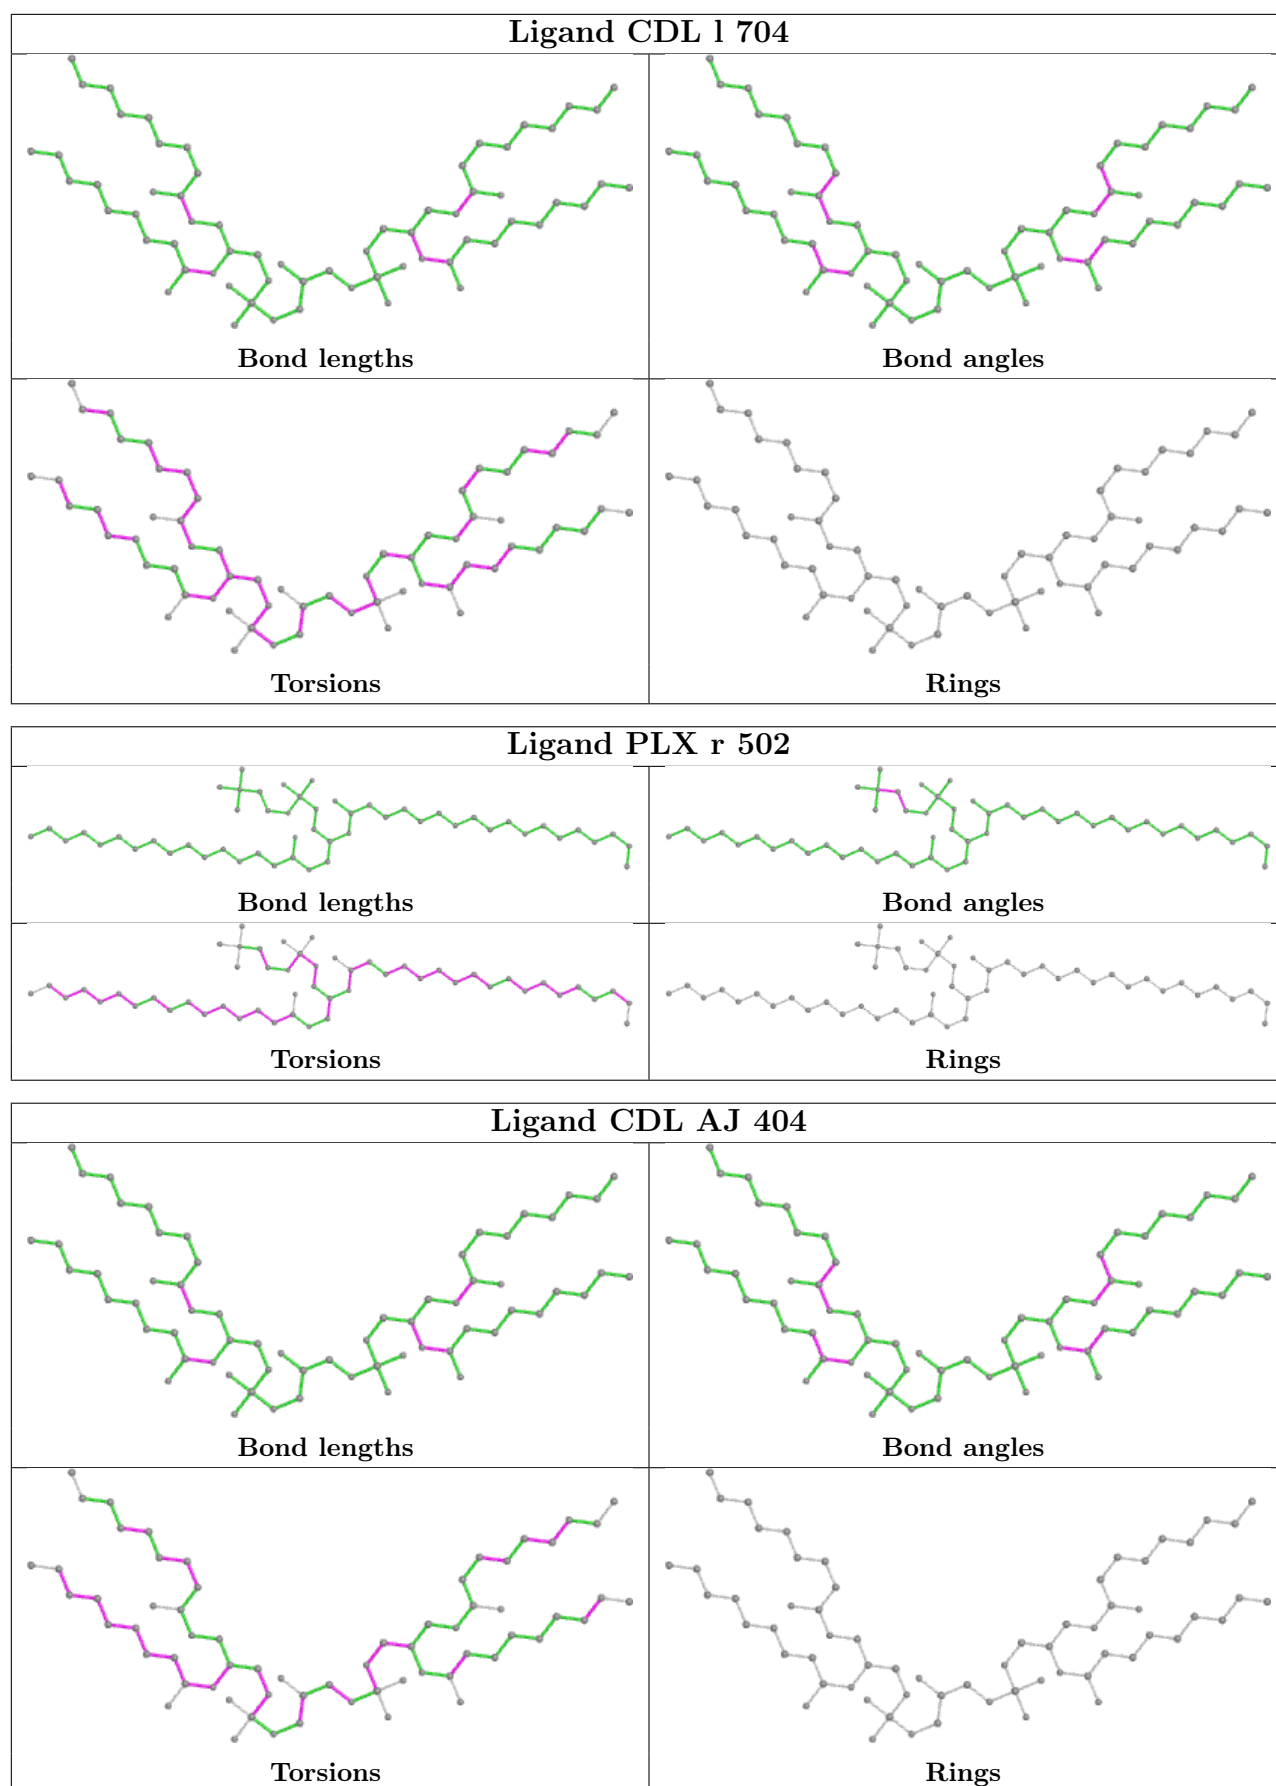 Ligand CDL l 704
Bond lengths
Bond angles
Torsions
Rings
Ligand PLX r 502
Bond lengths
Bond angles
Torsions
Rings
Ligand CDL AJ 404
Bond lengths
Bond angles
Torsions
Rings